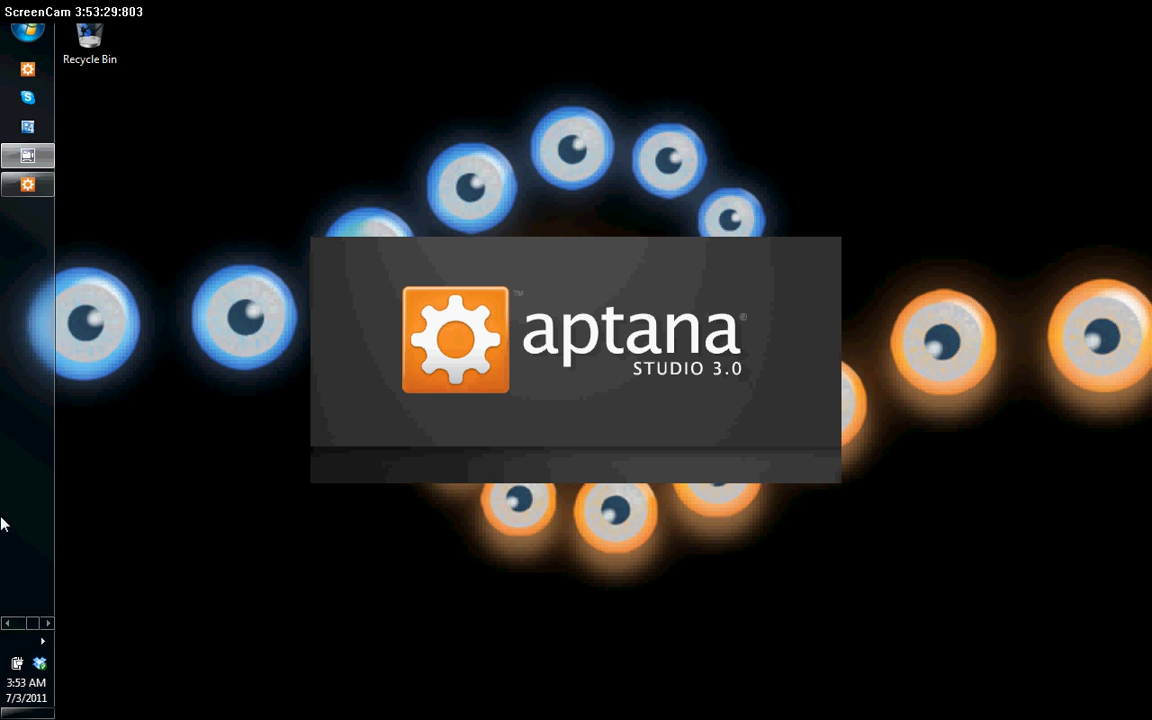 ScreenCam 3:53:29:803
Recycle Bin
aptana
STUDIO 3.0
3:53 AM
7/3/2011